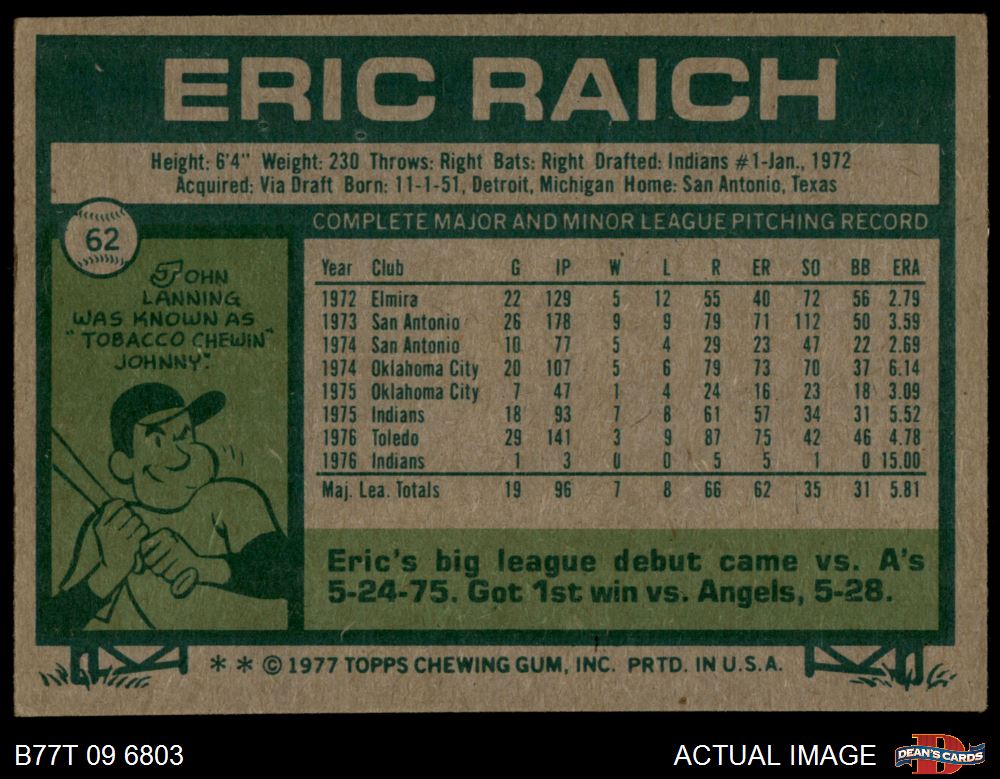 ERIC RAICH
Height: 6'4" Weight: 230 Throws: Right Bats: Right Drafted: Indians #1-Jan., 1972
Acquired: Via Draft Born: 11-1-51, Detroit, Michigan Home: San Antonio, Texas
62
COMPLETE MAJOR AND MINOR LEAGUE PITCHING RECORD
JOHN
LANNING
WAS KNOWN AS
"TOBACCO CHEWIN'
JOHNNY."
Year Club G IP W L R ER SO BB ERA
1972 Elmira 22 129 5 12 55 40 72 56 2.79
1973 San Antonio 26 178 9 9 79 71 112 50 3.59
1974 San Antonio 10 77 5 4 29 23 47 22 2.69
1974 Oklahoma City 20 107 5 6 79 73 70 37 6.14
1975 Oklahoma City 7 47 1 4 24 16 23 18 3.09
1975 Indians 18 93 7 8 61 57 34 31 5.52
1976 Toledo 29 141 3 9 87 75 42 46 4.78
1976 Indians 1 3 0 0 5 5 1 0 15.00
Maj. Lea. Totals 19 96 7 8 66 62 35 31 5.81
Eric's big league debut came vs. A's
5-24-75. Got 1st win vs. Angels, 5-28.
* * © 1977 TOPPS CHEWING GUM, INC. PRTD. IN U.S.A.
B77T 09 6803
ACTUAL IMAGE
D
DEAN'S CARDS